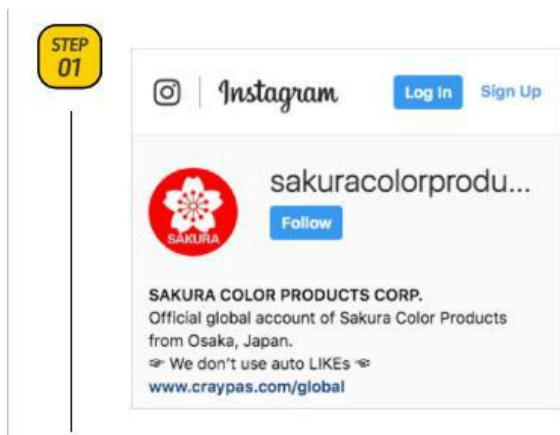 STEP
01
Instagram
Log In
Sign Up
sakuracolorprodu...
Follow
SAKURA
SAKURA COLOR PRODUCTS CORP.
Official global account of Sakura Color Products
from Osaka, Japan.
☞ We don't use auto LIKEs ☜
www.craypas.com/global